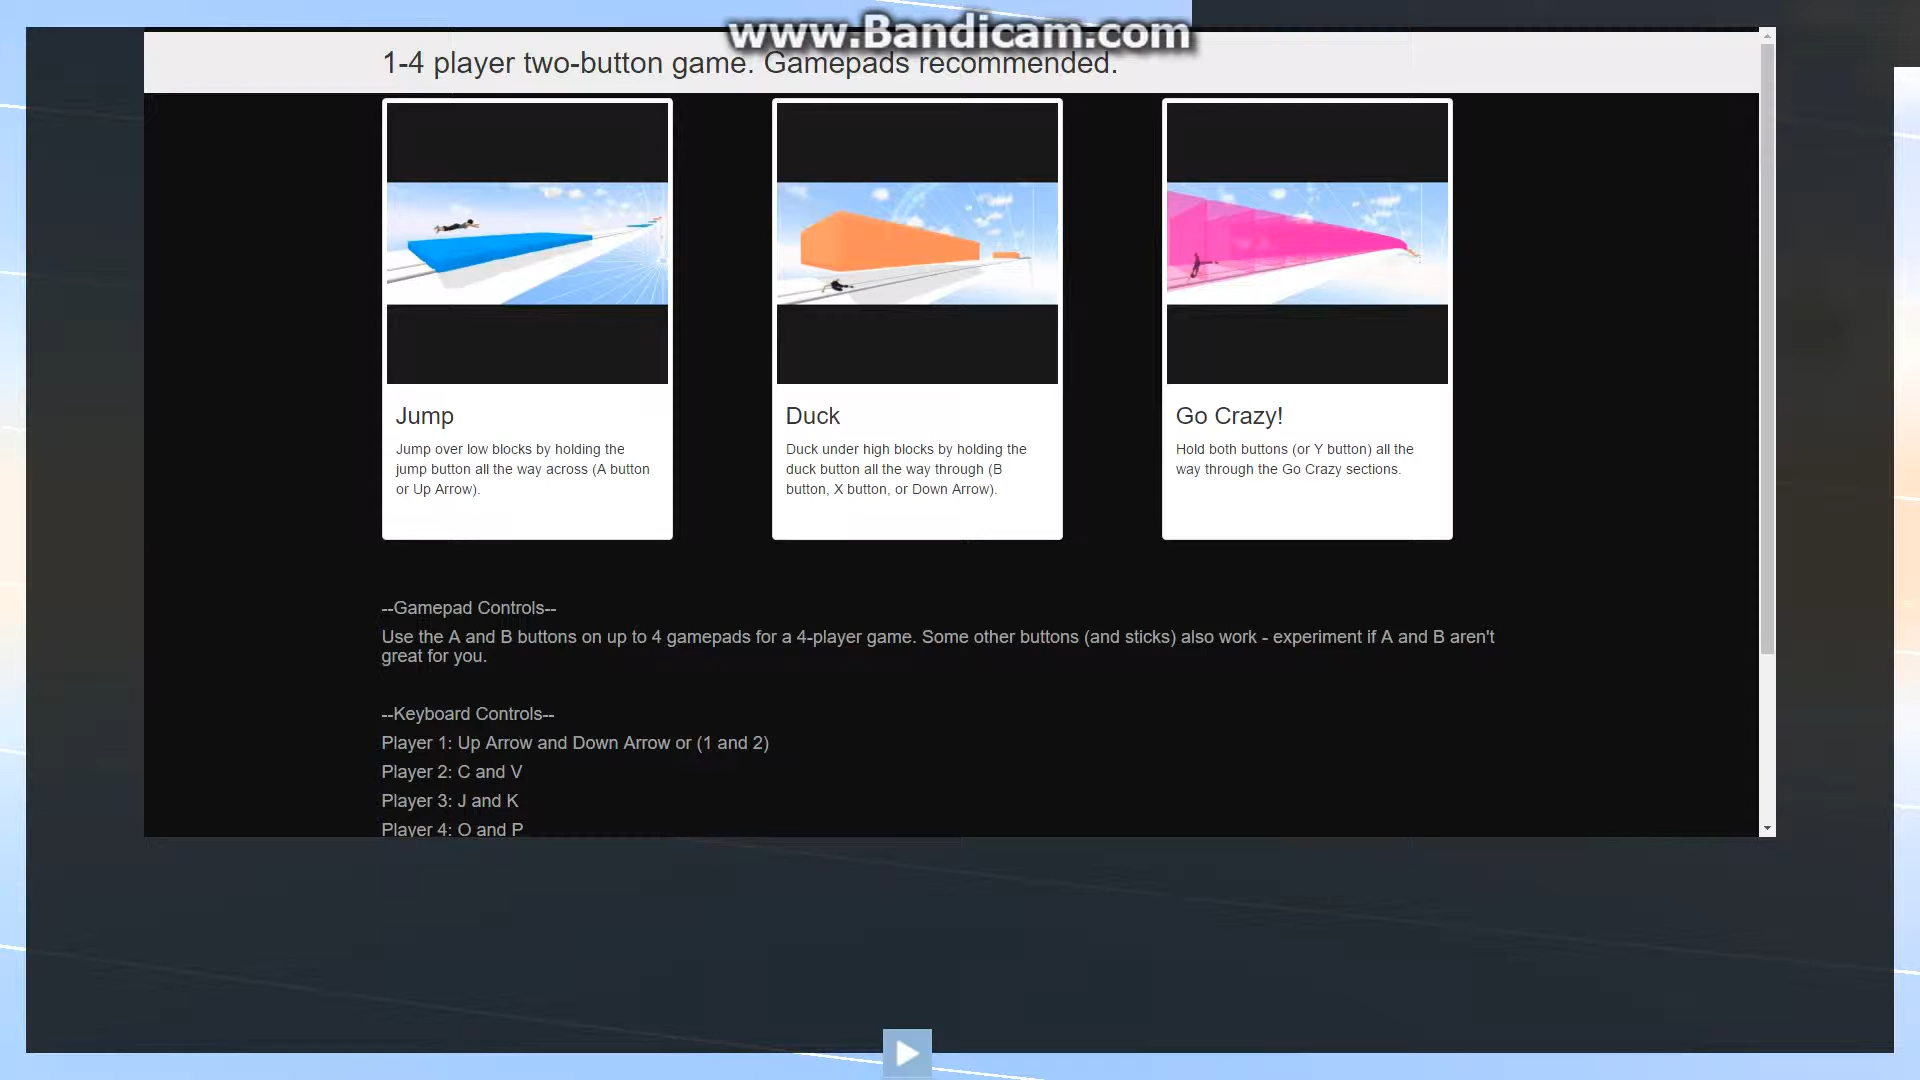 www.Bandicam.com
1-4 player two-button game. Gamepads recommended.
Jump
Jump over low blocks by holding the
jump button all the way across (A button
or Up Arrow).
Duck
Duck under high blocks by holding the
duck button all the way through (B
button, X button, or Down Arrow).
Go Crazy!
Hold both buttons (or Y button) all the
way through the Go Crazy sections.
--Gamepad Controls--
Use the A and B buttons on up to 4 gamepads for a 4-player game. Some other buttons (and sticks) also work - experiment if A and B aren't
great for you.
--Keyboard Controls--
Player 1: Up Arrow and Down Arrow or (1 and 2)
Player 2: C and V
Player 3: J and K
Player 4: O and P